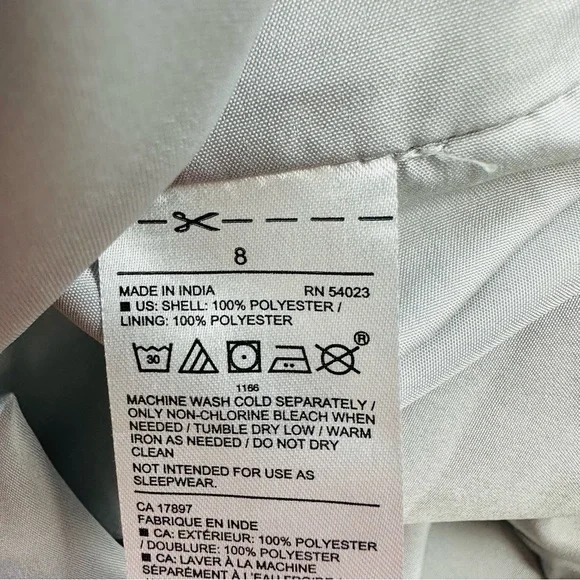 8
MADE IN INDIA RN 54023
■ US: SHELL: 100% POLYESTER /
LINING: 100% POLYESTER
30 ®
1166
MACHINE WASH COLD SEPARATELY /
ONLY NON-CHLORINE BLEACH WHEN
NEEDED / TUMBLE DRY LOW / WARM
IRON AS NEEDED / DO NOT DRY
CLEAN
NOT INTENDED FOR USE AS
SLEEPWEAR.
CA 17897
FABRIQUE EN INDE
■ CA: EXTÉRIEUR: 100% POLYESTER
/ DOUBLURE: 100% POLYESTER
■ CA: LAVER À LA MACHINE
SÉPARÉMENT À L'EAU FROIDE